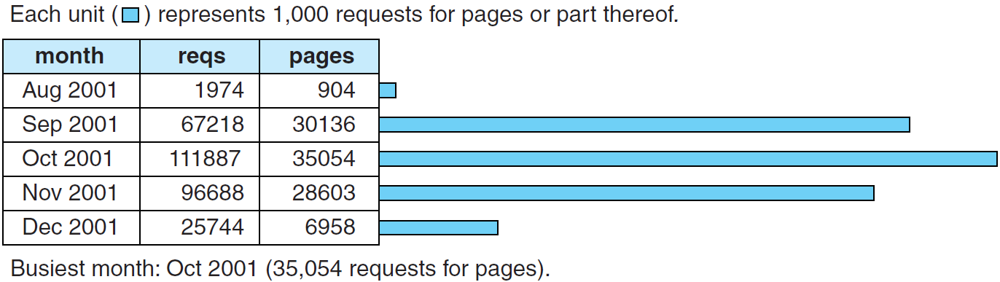 Each unit ( ) represents 1,000 requests for pages or part thereof.
month reqs pages
Aug 2001 1974 904
Sep 2001 67218 30136
Oct 2001 111887 35054
Nov 2001 96688 28603
Dec 2001 25744 6958
Busiest month: Oct 2001 (35,054 requests for pages).